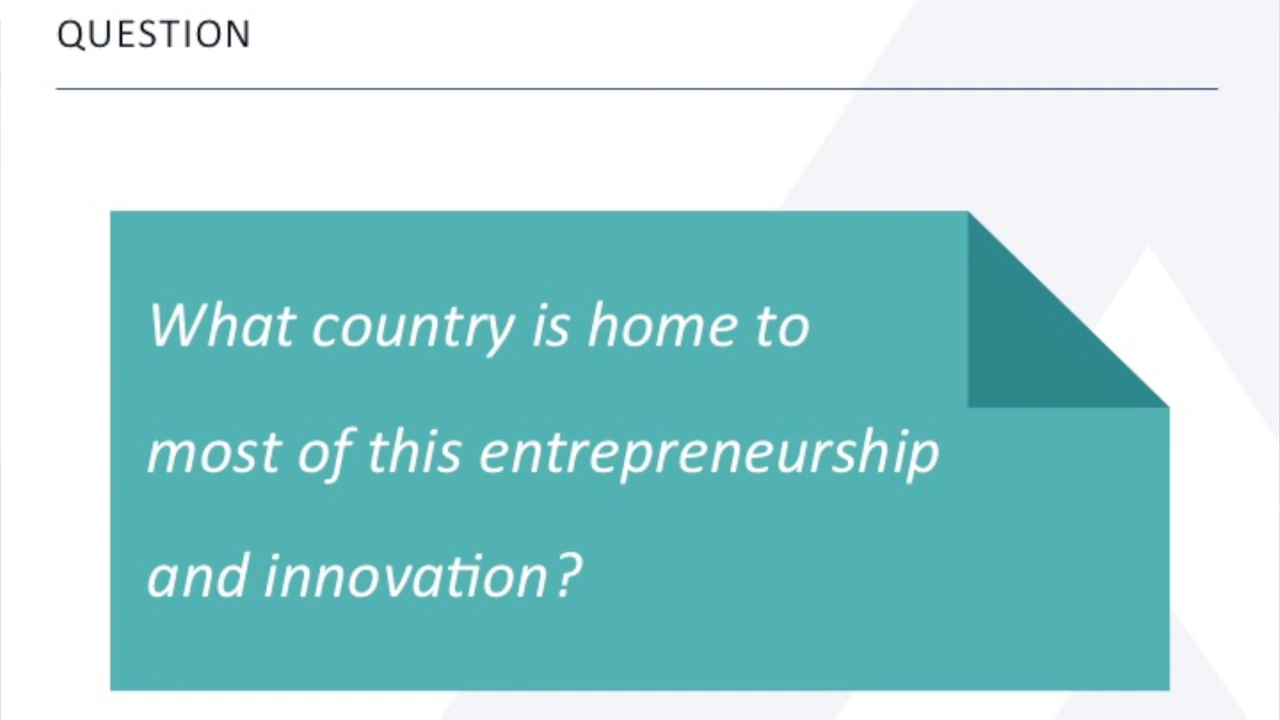 QUESTION
What country is home to
most of this entrepreneurship
and innovation?